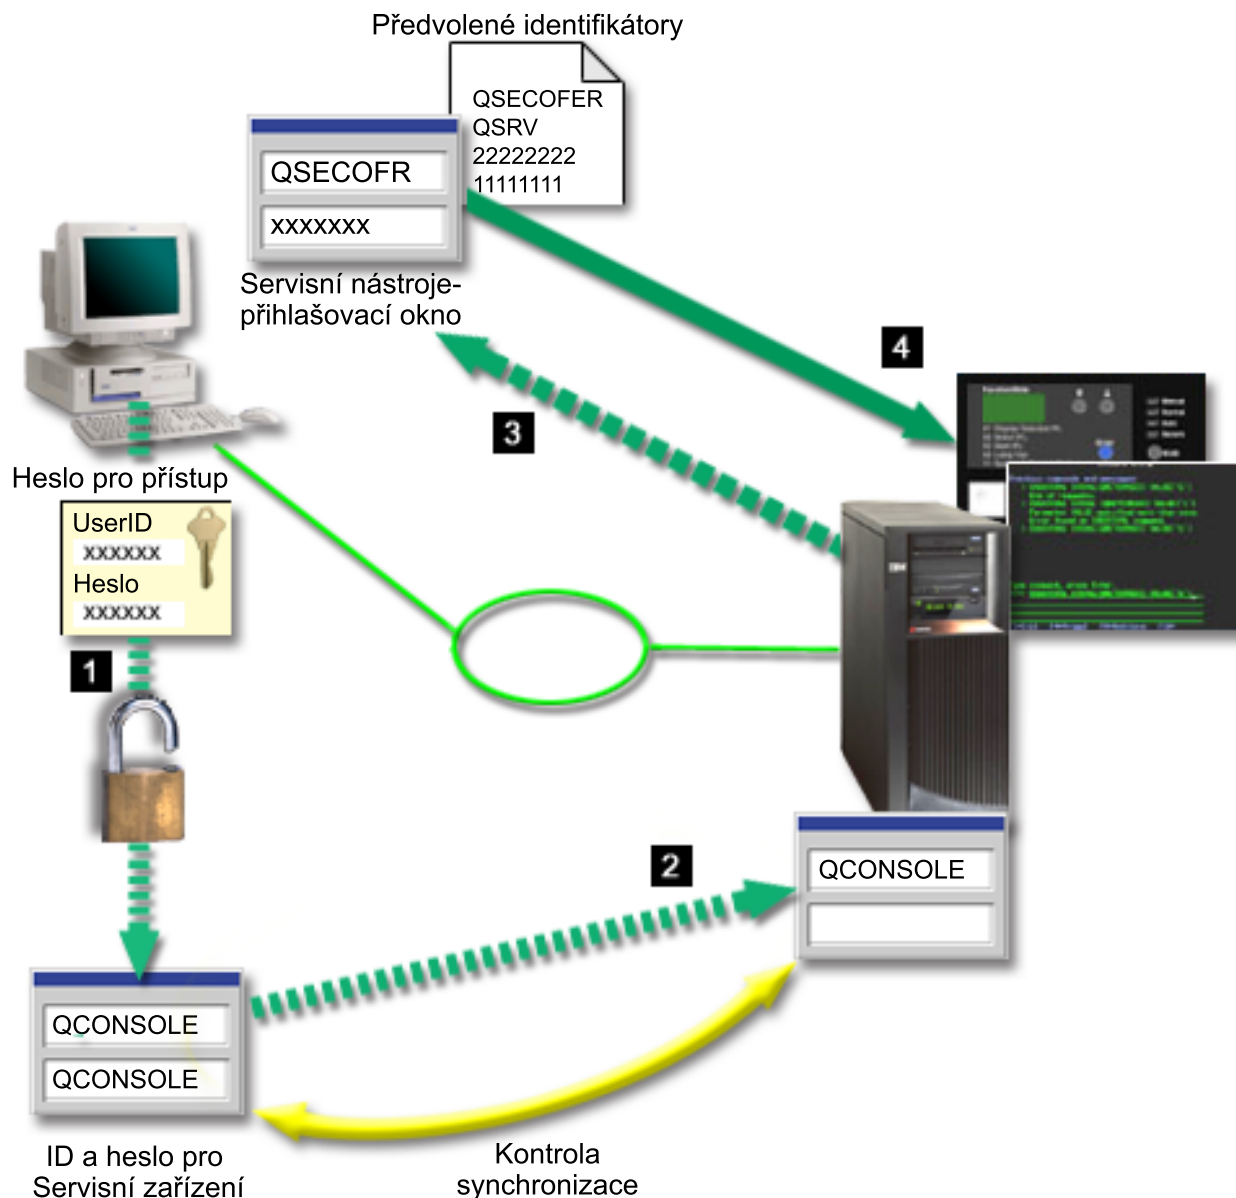 Předvolené identifikátory
QSECOFER
QSRV
22222222
11111111
QSECOFR
xxxxxxx
Servisní nástroje-
přihlašovací okno
4
3
Heslo pro přístup
UserID
xxxxxx
Heslo
xxxxxx
1
IBM
2
QCONSOLE
QCONSOLE
QCONSOLE
ID a heslo pro
Servisní zařízení
Kontrola
synchronizace